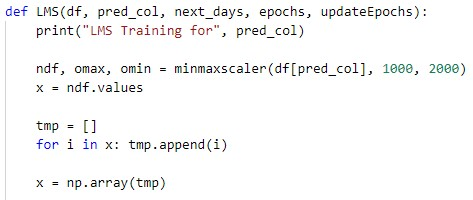 def LMS(df, pred_col, next_days, epochs, updateEpochs):
    print("LMS Training for", pred_col)
    ndf, omax, omin = minmaxscaler(df[pred_col], 1000, 2000)
    x = ndf.values
    tmp = []
    for i in x: tmp.append(i)
    x = np.array(tmp)